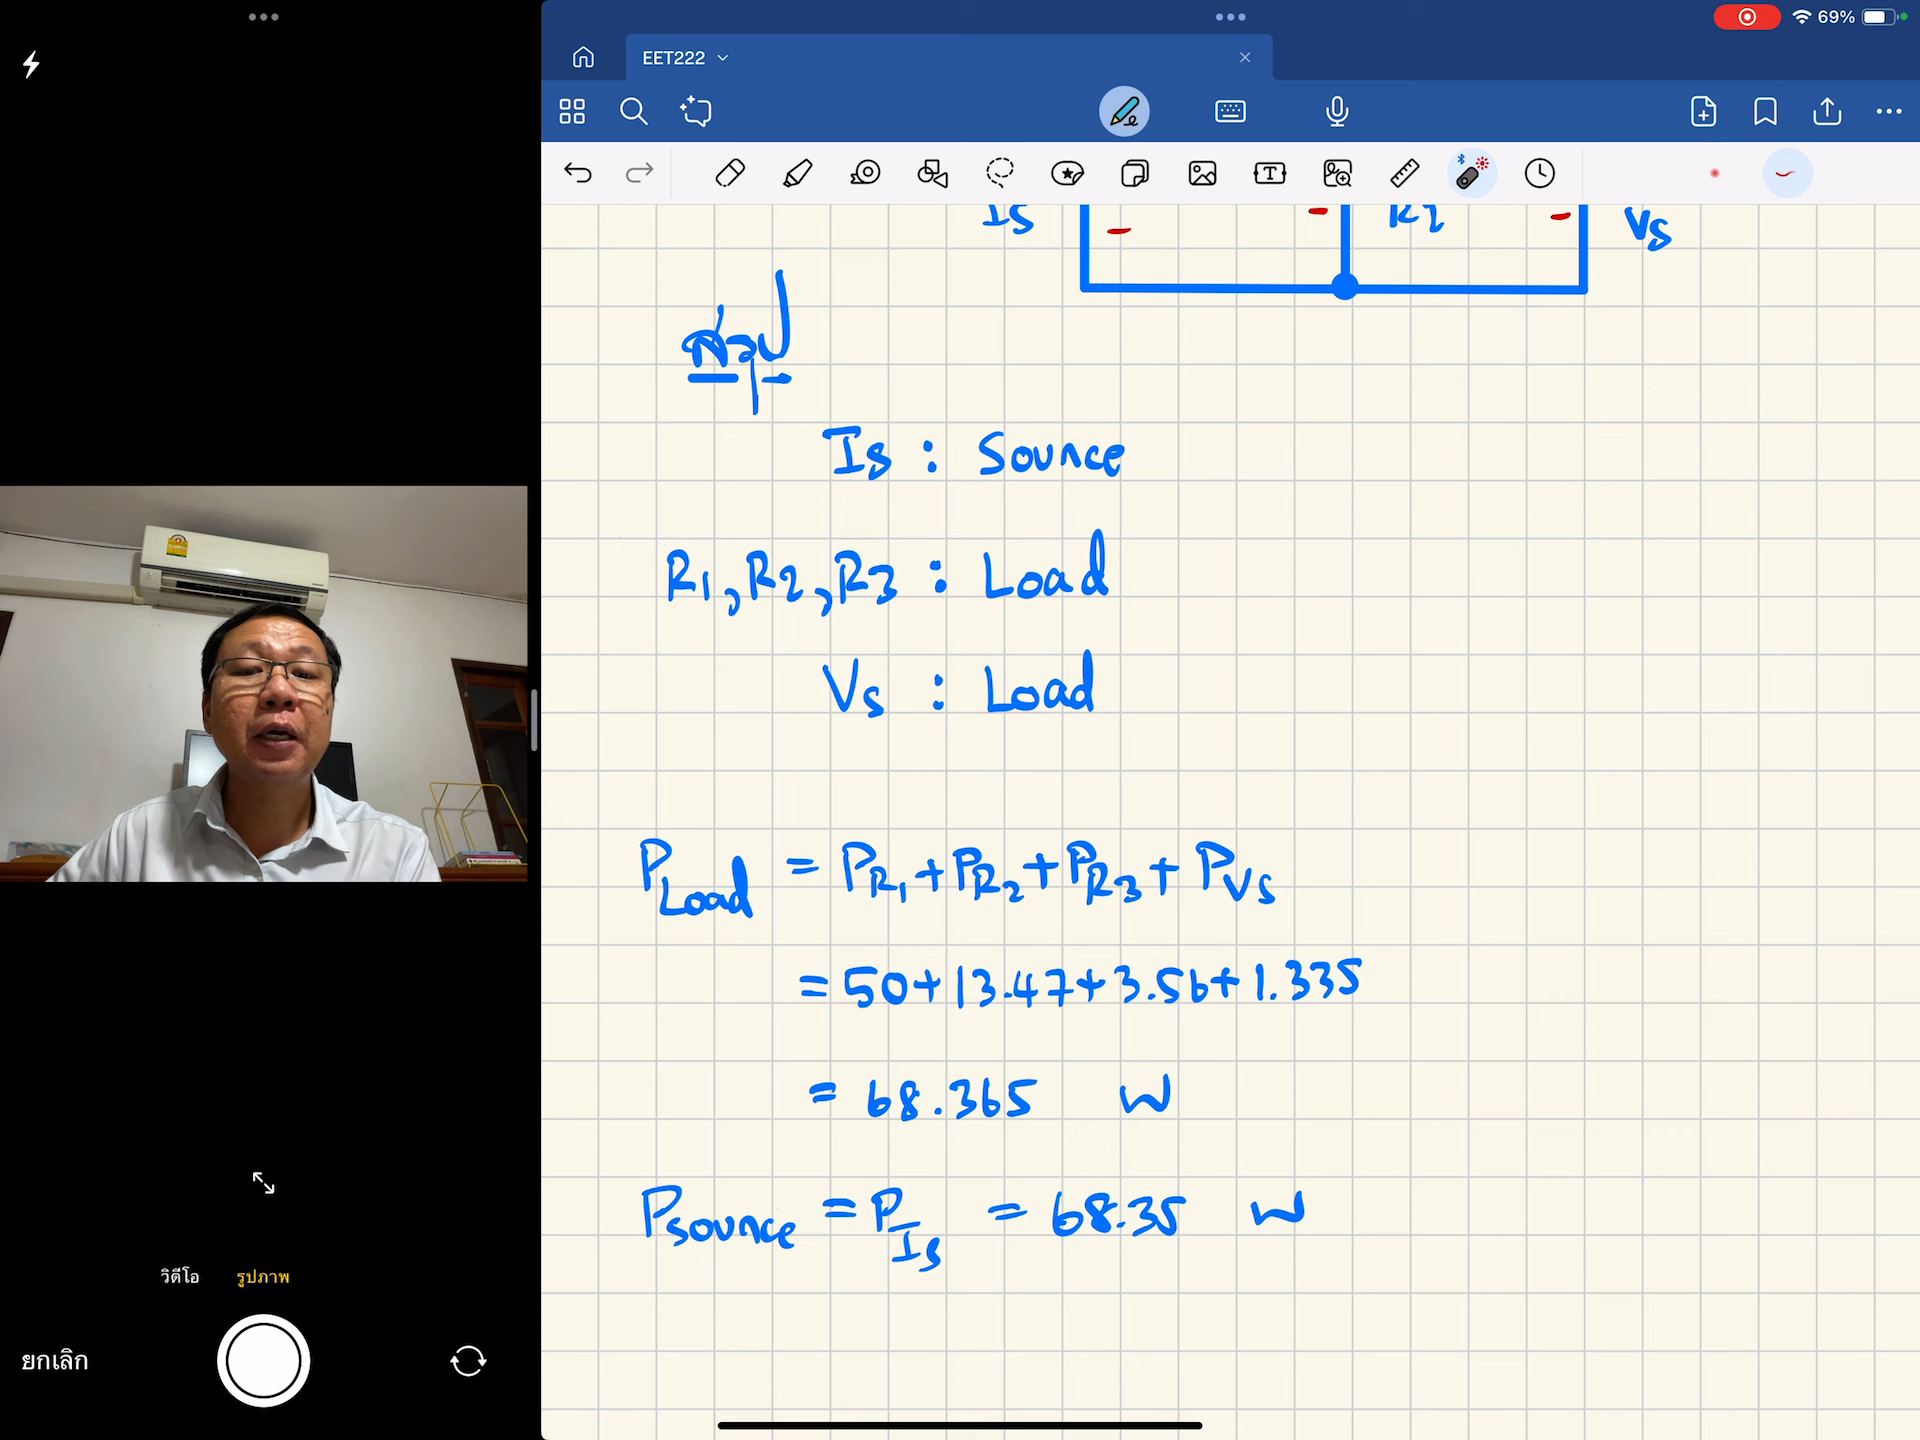 69%
EET222
Is
R2
Vs
สรุป
Is : Source
R1, R2, R3 : Load
Vs : Load
PLoad = PR1 + PR2 + PR3 + PVs
= 50 + 13.47 + 3.56 + 1.335
= 68.365 W
Psource = PIs = 68.35 W
วิดีโอ รูปภาพ
ยกเลิก